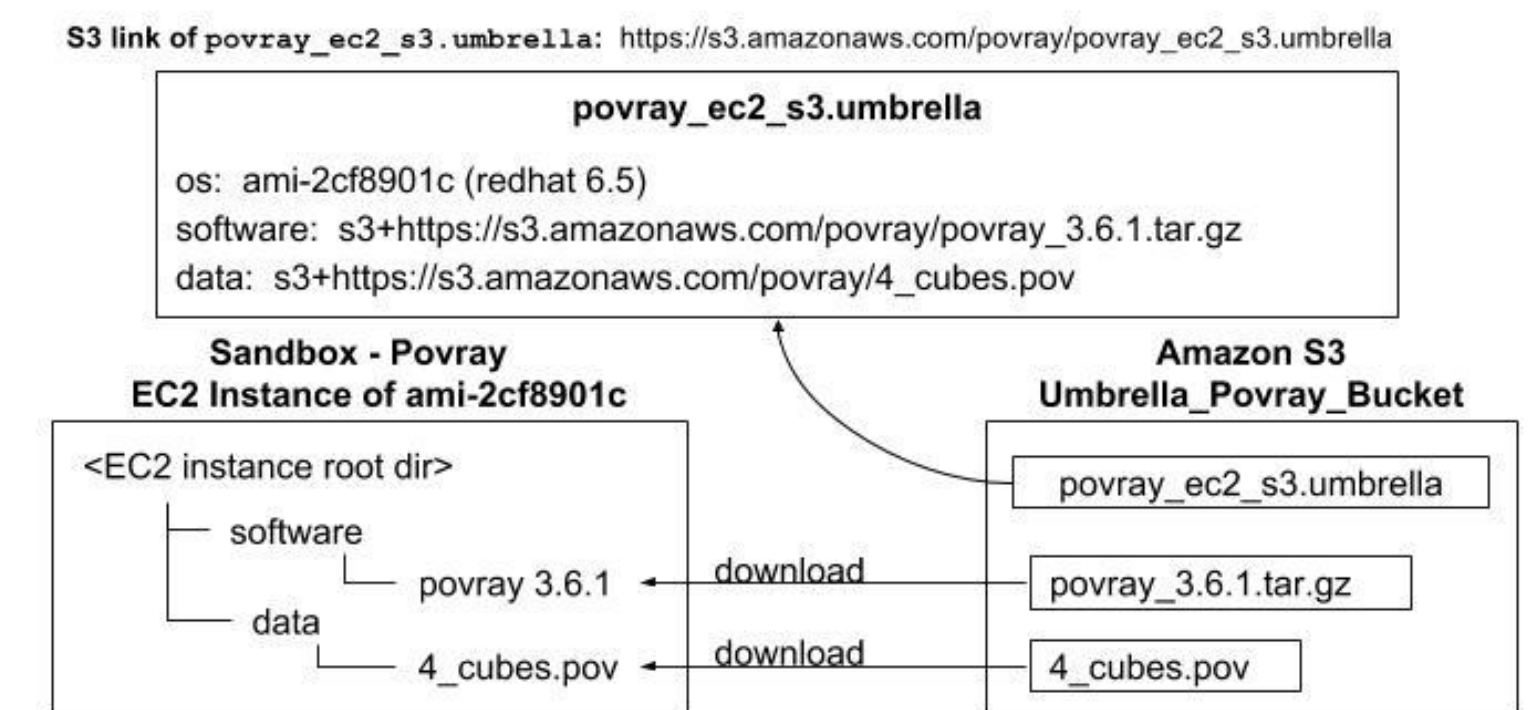 S3 link of povray_ec2_s3.umbrella: https://s3.amazonaws.com/povray/povray_ec2_s3.umbrella
povray_ec2_s3.umbrella
os: ami-2cf8901c (redhat 6.5)
software: s3+https://s3.amazonaws.com/povray/povray_3.6.1.tar.gz
data: s3+https://s3.amazonaws.com/povray/4_cubes.pov
Sandbox - Povray
EC2 Instance of ami-2cf8901c
<EC2 instance root dir>
software
povray 3.6.1
data
4_cubes.pov
download
download
Amazon S3
Umbrella_Povray_Bucket
povray_ec2_s3.umbrella
povray_3.6.1.tar.gz
4_cubes.pov